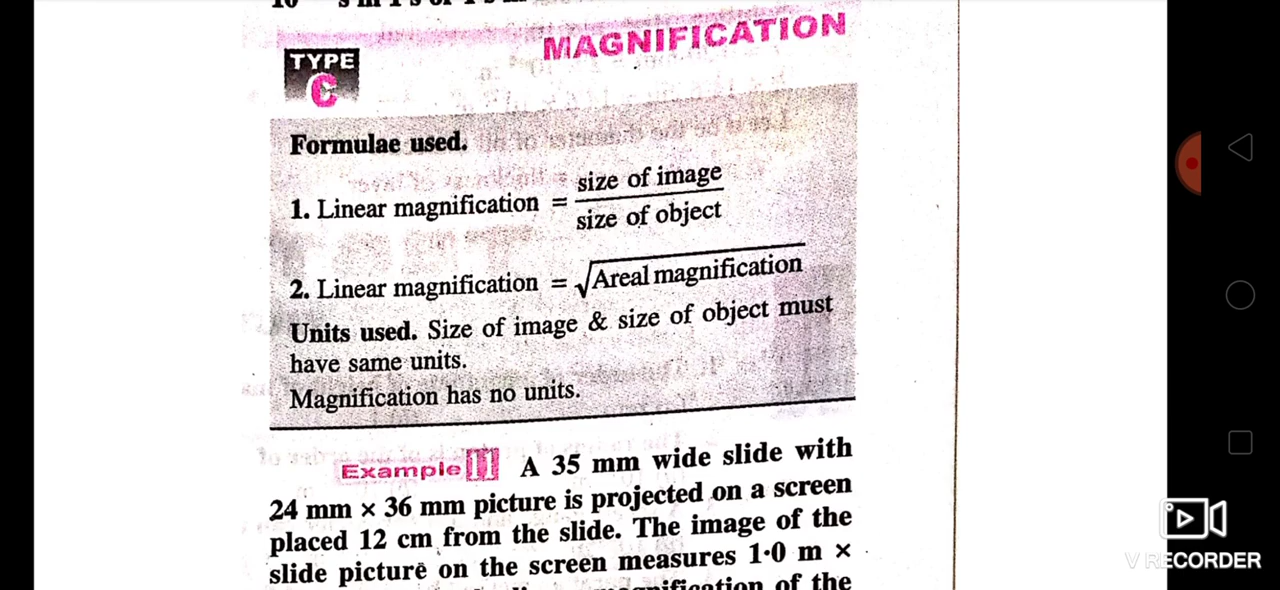 MAGNIFICATION
TYPE
C
Formulae used.
1. Linear magnification = size of image / size of object
2. Linear magnification = √Areal magnification
Units used. Size of image & size of object must
have same units.
Magnification has no units.
Example 11 A 35 mm wide slide with
24 mm × 36 mm picture is projected on a screen
placed 12 cm from the slide. The image of the
slide picture on the screen measures 1·0 m ×
of the
V RECORDER